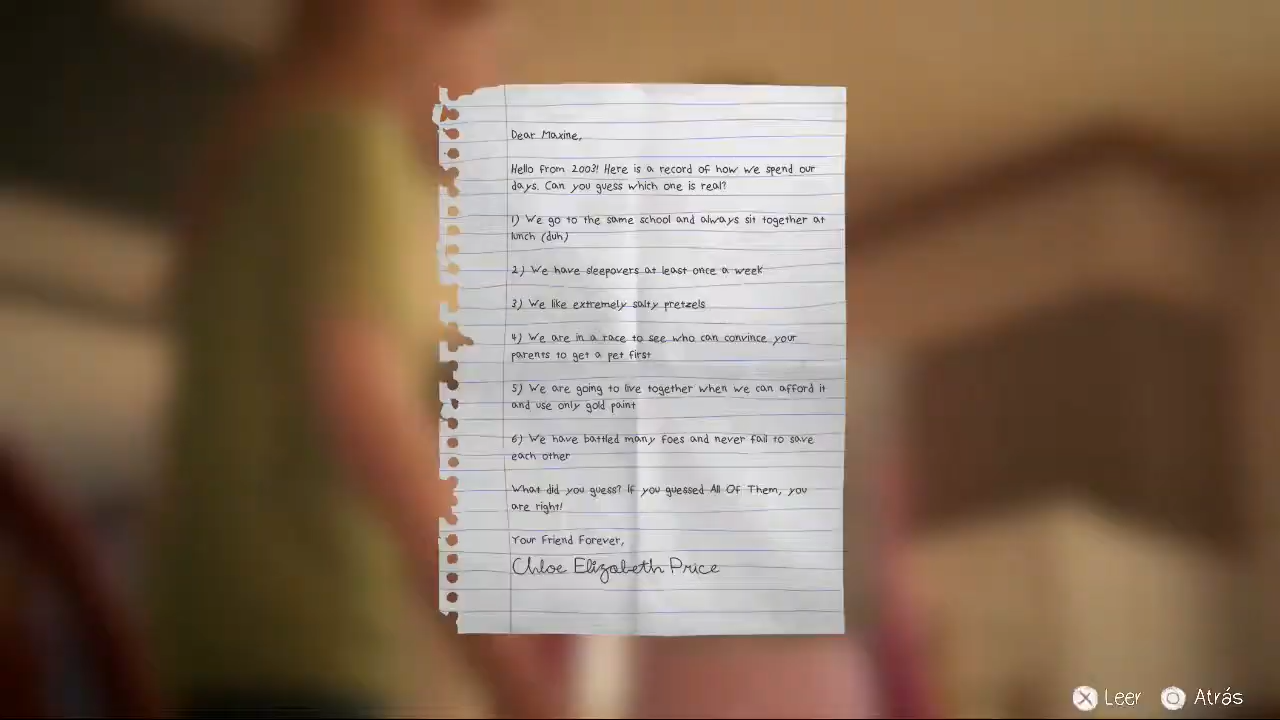 Dear Maxine,
Hello from 2003! Here is a record of how we spend our
days. Can you guess which one is real?
1) We go to the same school and always sit together at
lunch (duh)
2) We have sleepovers at least once a week
3) We like extremely salty pretzels
4) We are in a race to see who can convince your
parents to get a pet first
5) We are going to live together when we can afford it
and use only gold paint
6) We have battled many foes and never fail to save
each other
What did you guess? If you guessed All Of Them, you
are right!
Your Friend Forever,
Chloe Elizabeth Price
Leer Atrás